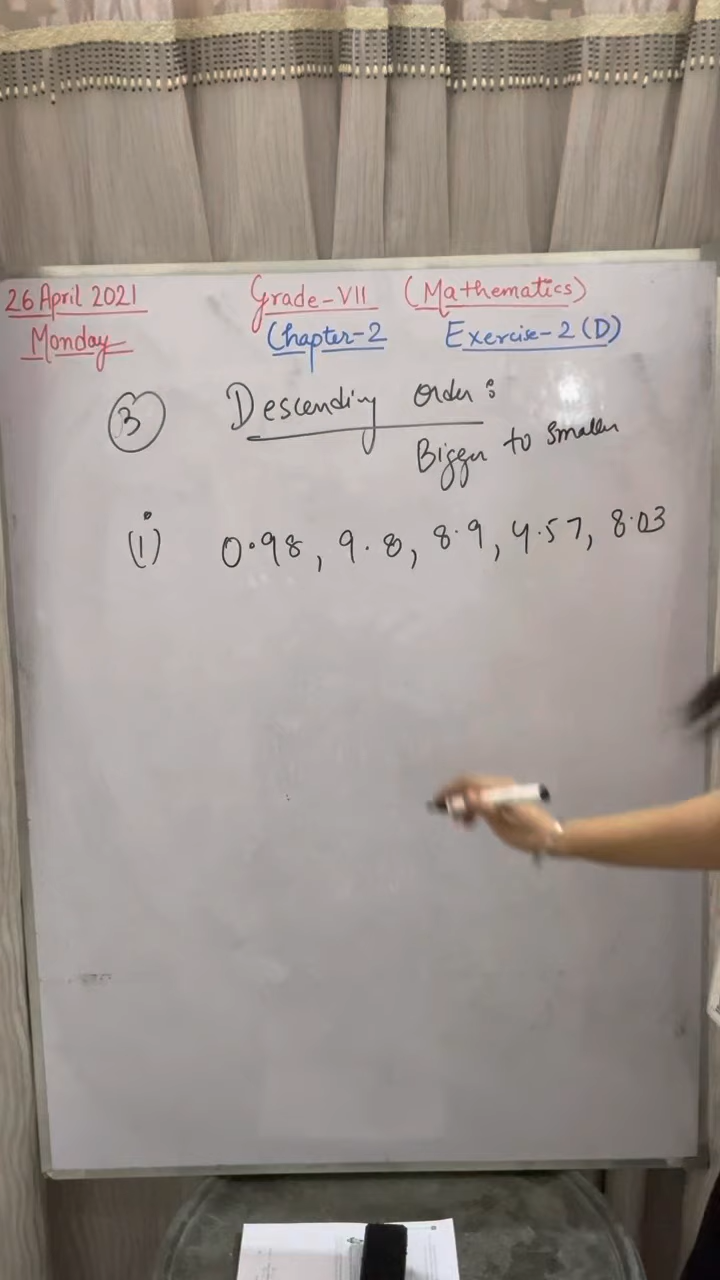 26 April 2021 Grade-VII (Mathematics)
Monday Chapter-2 Exercise-2(D)
3 Descending Order:
Bigger to smaller
(i) 0.98, 9.8, 8.9, 4.57, 8.03